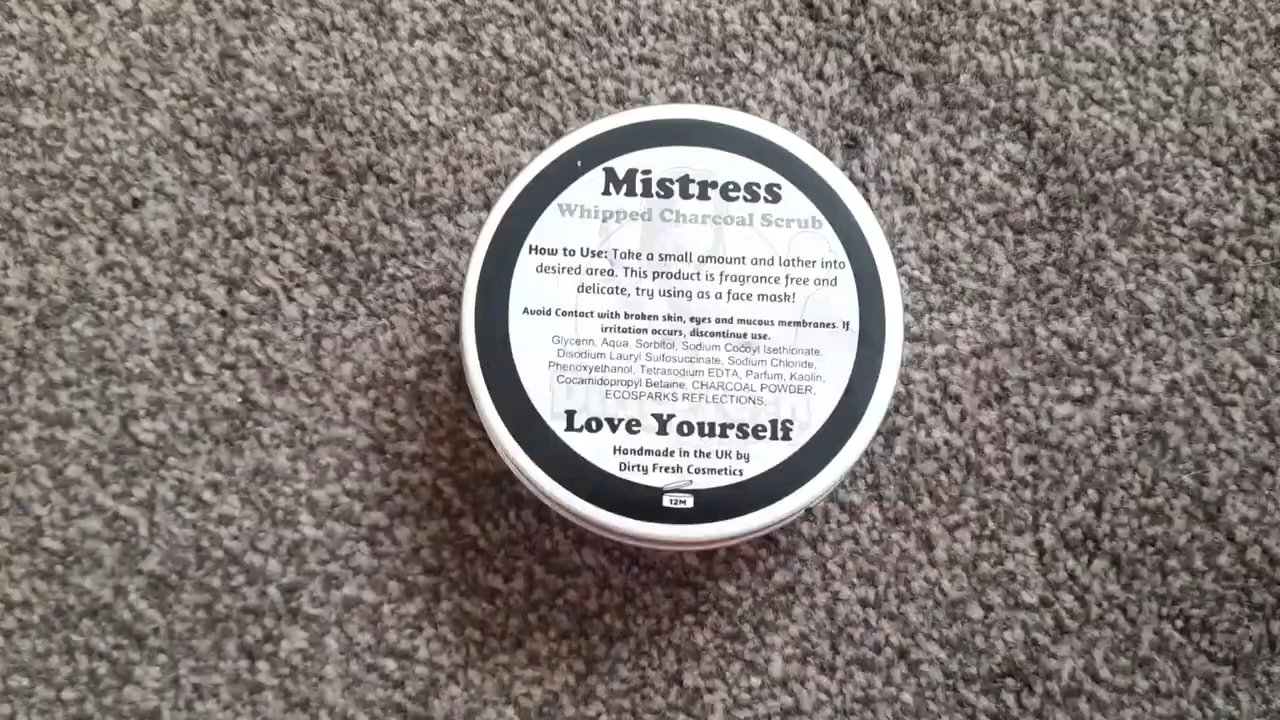 Mistress
Whipped Charcoal Scrub
How to Use: Take a small amount and lather into
desired area. This product is fragrance free and
delicate, try using as a face mask!
Avoid Contact with broken skin, eyes and mucous membranes. If
irritation occurs, discontinue use.
Glycerin, Aqua, Sorbitol, Sodium Cocoyl Isethionate,
Disodium Lauryl Sulfosuccinate, Sodium Chloride,
Phenoxyethanol, Tetrasodium EDTA, Parfum, Kaolin,
Cocamidopropyl Betaine, CHARCOAL POWDER,
ECOSPARKS REFLECTIONS.
Love Yourself
Handmade in the UK by
Dirty Fresh Cosmetics
12M